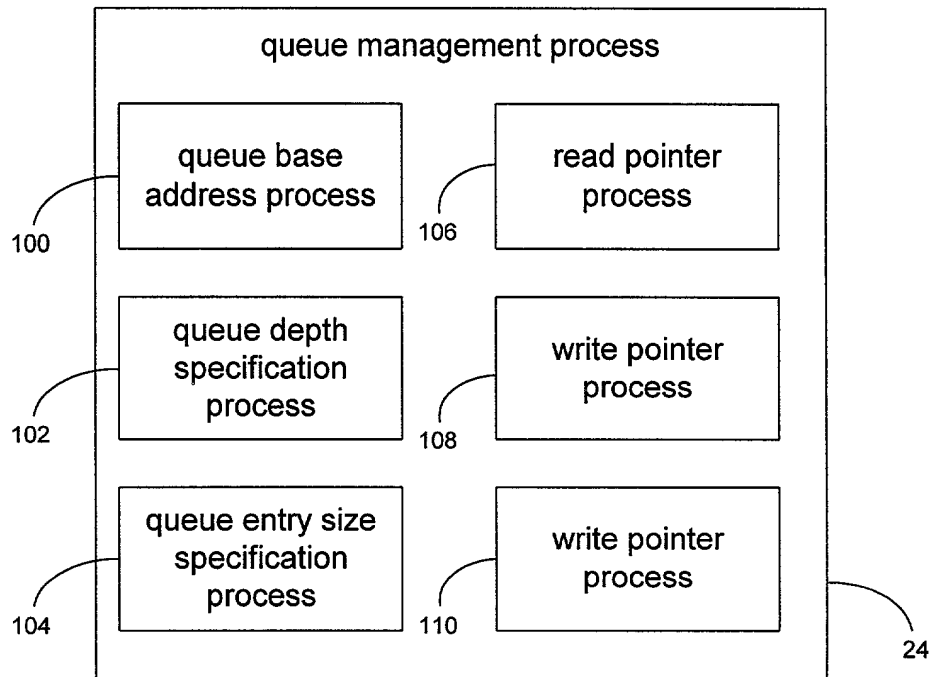 queue management process
queue base
address process
100
read pointer
process
106
queue depth
specification
process
102
write pointer
process
108
queue entry size
specification
process
104
write pointer
process
110
24